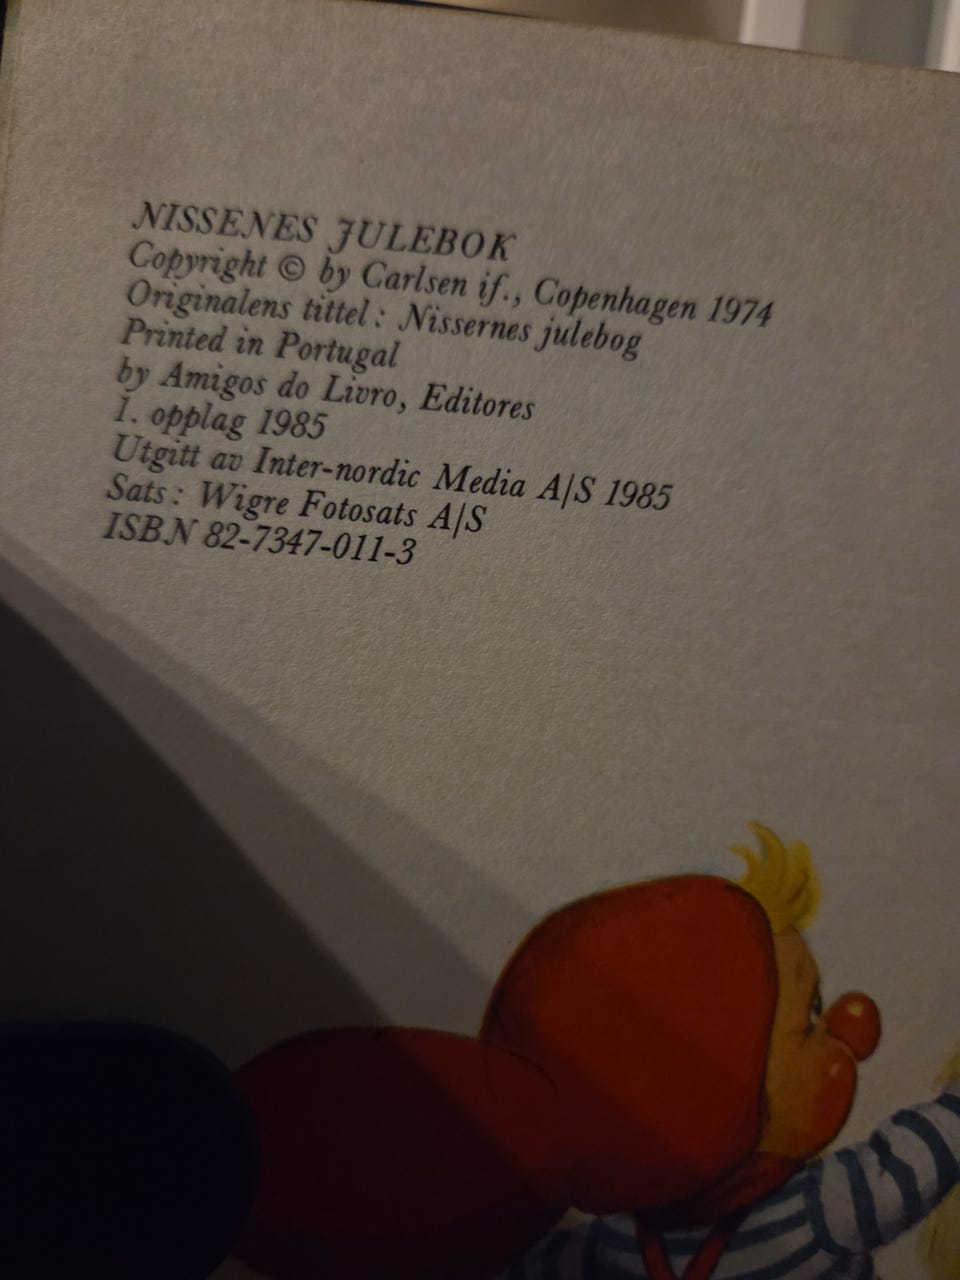 NISSENES JULEBOK
Copyright © by Carlsen if., Copenhagen 1974
Originalens tittel: Nissernes julebog
Printed in Portugal
by Amigos do Livro, Editores
1. opplag 1985
Utgitt av Inter-nordic Media A/S 1985
Sats: Wigre Fotosats A/S
ISBN 82-7347-011-3